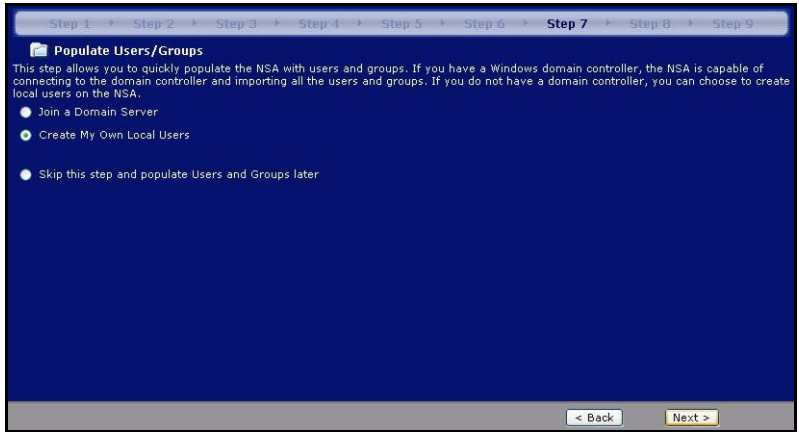 Step 1 Step 2 Step 3 Step 4 Step 5 Step 6 Step 7 Step 8 Step 9
Populate Users/Groups
This step allows you to quickly populate the NSA with users and groups. If you have a Windows domain controller, the NSA is capable of
connecting to the domain controller and importing all the users and groups. If you do not have a domain controller, you can choose to create
local users on the NSA.
Join a Domain Server
Create My Own Local Users
Skip this step and populate Users and Groups later
< Back Next >